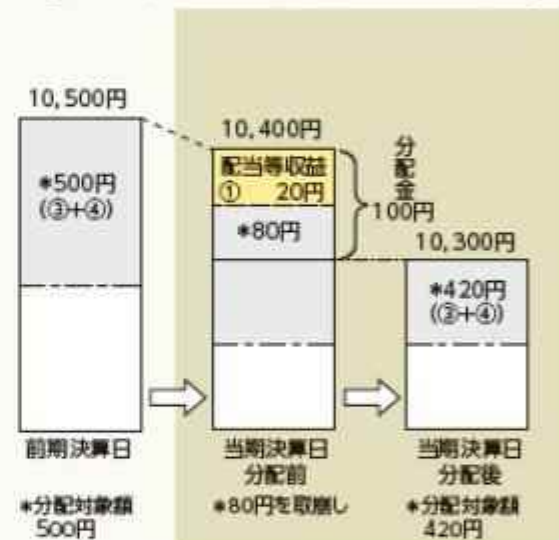 10,500円
*500円
(③+④)
前期決算日
*分配対象額
500円
10,400円
配当等収益
① 20円
*80円
分配金
100円
当期決算日
分配前
*80円を取崩し
10,300円
*420円
(③+④)
当期決算日
分配後
*分配対象額
420円